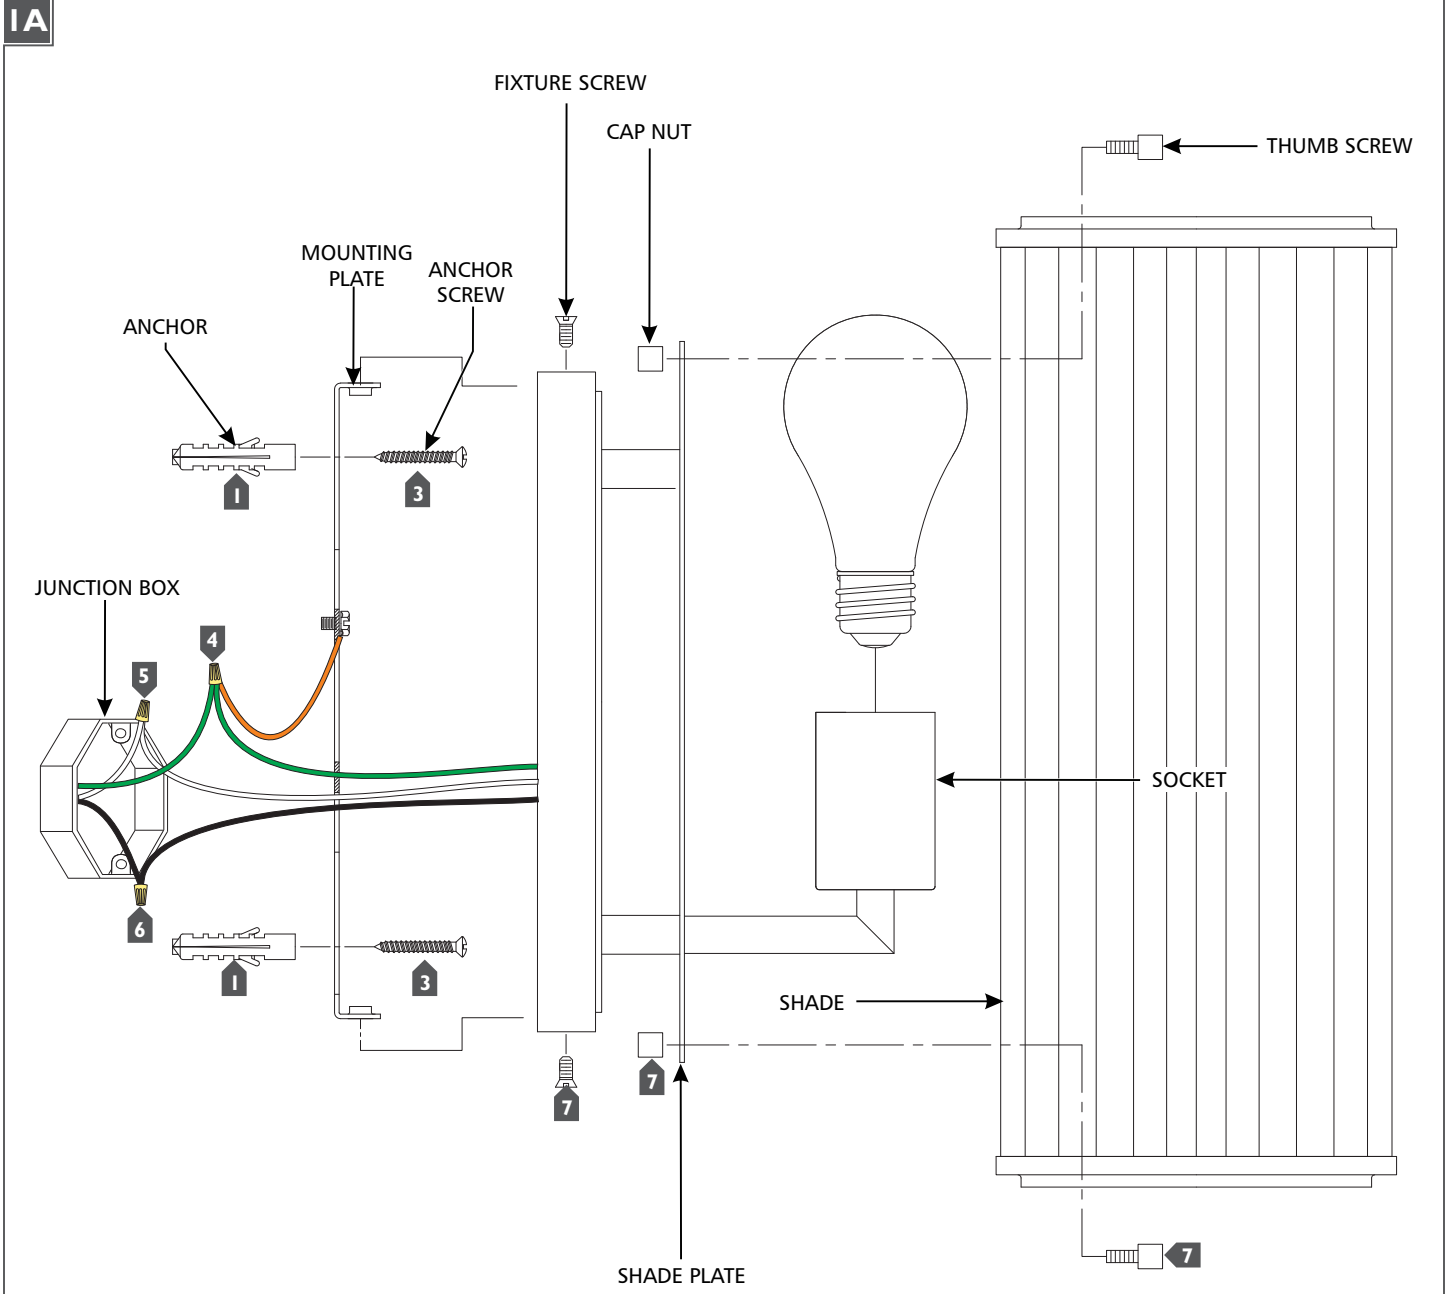 1A
FIXTURE SCREW
CAP NUT
THUMB SCREW
MOUNTING
PLATE
ANCHOR
SCREW
ANCHOR
1
3
JUNCTION BOX
4
5
SOCKET
6
1
3
SHADE
7
7
7
SHADE PLATE